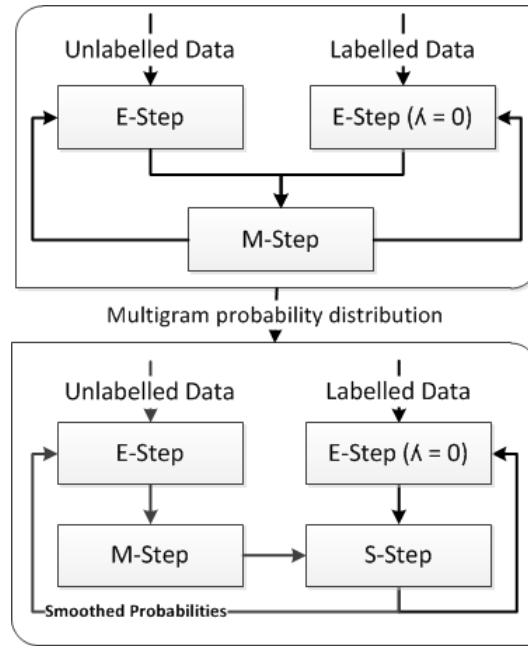 Unlabelled Data
Labelled Data
E-Step
E-Step (ʎ = 0)
M-Step
Multigram probability distribution
Unlabelled Data
Labelled Data
E-Step
E-Step (ʎ = 0)
M-Step
S-Step
Smoothed Probabilities